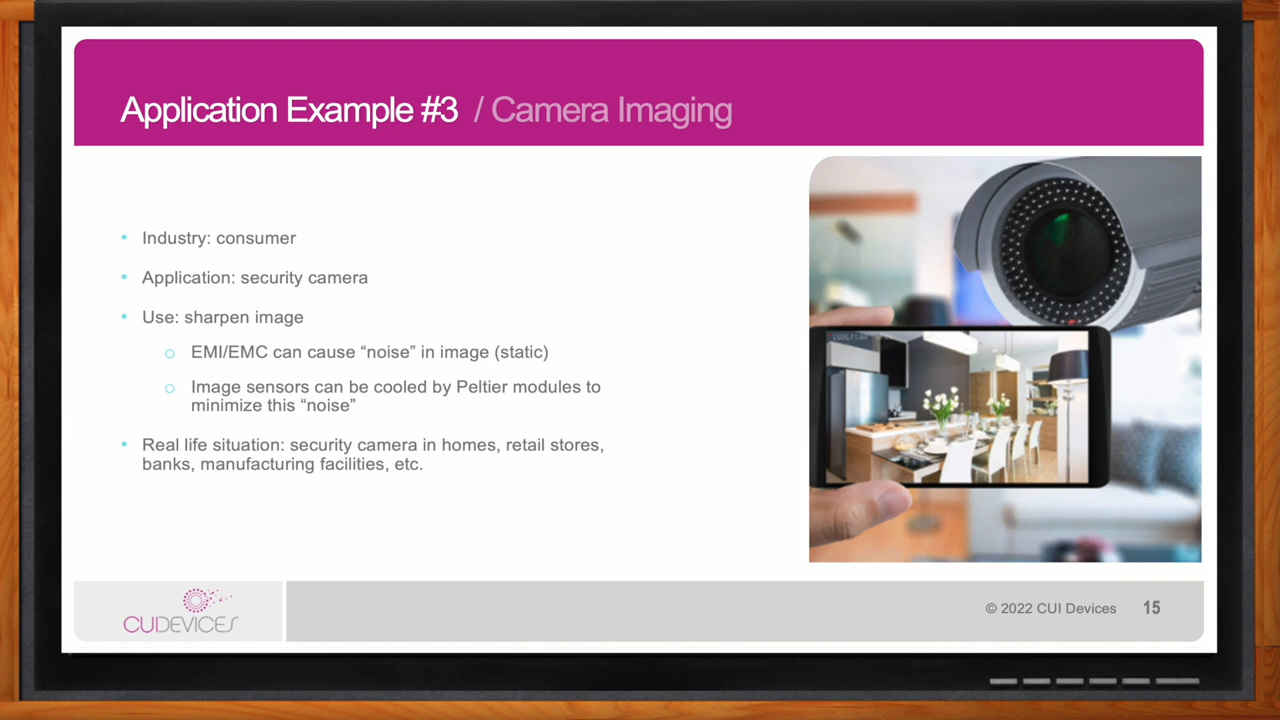 Application Example #3 / Camera Imaging
• Industry: consumer
• Application: security camera
• Use: sharpen image
o EMI/EMC can cause “noise” in image (static)
o Image sensors can be cooled by Peltier modules to
minimize this “noise”
• Real life situation: security camera in homes, retail stores,
banks, manufacturing facilities, etc.
CUIDEVICES
© 2022 CUI Devices 15